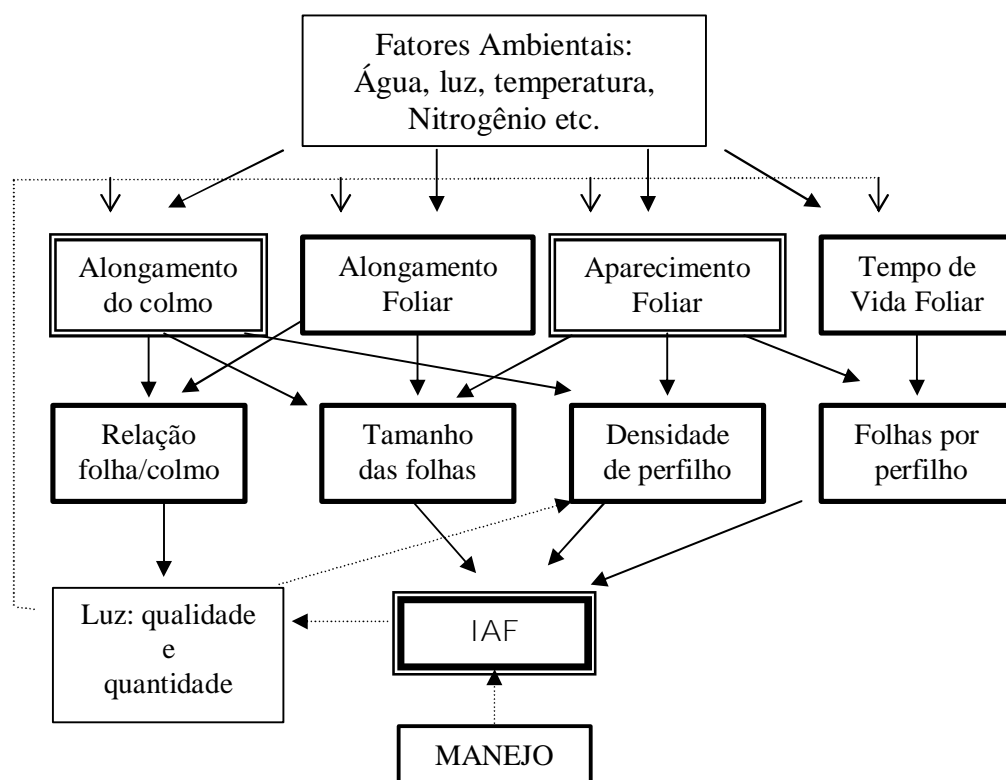 Fatores Ambientais:
Água, luz, temperatura,
Nitrogênio etc.
Alongamento
do colmo
Alongamento
Foliar
Aparecimento
Foliar
Tempo de
Vida Foliar
Relação
folha/colmo
Tamanho
das folhas
Densidade
de perfilho
Folhas por
perfilho
Luz: qualidade
e
quantidade
IAF
MANEJO